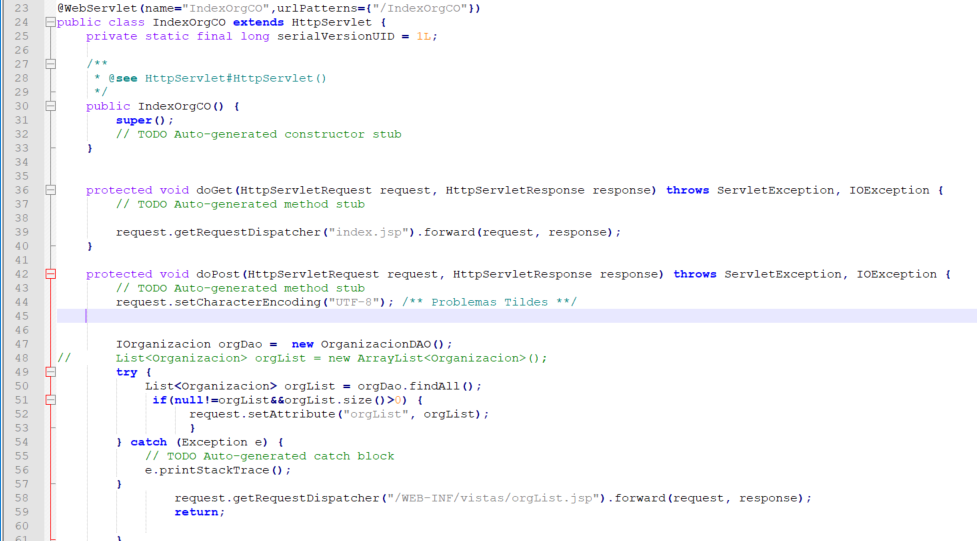 23 @WebServlet(name="IndexOrgCO",urlPatterns={"/IndexOrgCO"})
24 public class IndexOrgCO extends HttpServlet {
25 private static final long serialVersionUID = 1L;
26
27 /**
28 * @see HttpServlet#HttpServlet()
29 */
30 public IndexOrgCO() {
31 super();
32 // TODO Auto-generated constructor stub
33 }
34
35
36 protected void doGet(HttpServletRequest request, HttpServletResponse response) throws ServletException, IOException {
37 // TODO Auto-generated method stub
38
39 request.getRequestDispatcher("index.jsp").forward(request, response);
40 }
41
42 protected void doPost(HttpServletRequest request, HttpServletResponse response) throws ServletException, IOException {
43 // TODO Auto-generated method stub
44 request.setCharacterEncoding("UTF-8"); /** Problemas Tildes **/
45
46
47 IOrganizacion orgDao = new OrganizacionDAO();
48 // List<Organizacion> orgList = new ArrayList<Organizacion>();
49 try {
50 List<Organizacion> orgList = orgDao.findAll();
51 if(null!=orgList&&orgList.size()>0) {
52 request.setAttribute("orgList", orgList);
53 }
54 } catch (Exception e) {
55 // TODO Auto-generated catch block
56 e.printStackTrace();
57 }
58 request.getRequestDispatcher("/WEB-INF/vistas/orgList.jsp").forward(request, response);
59 return;
60
61 }